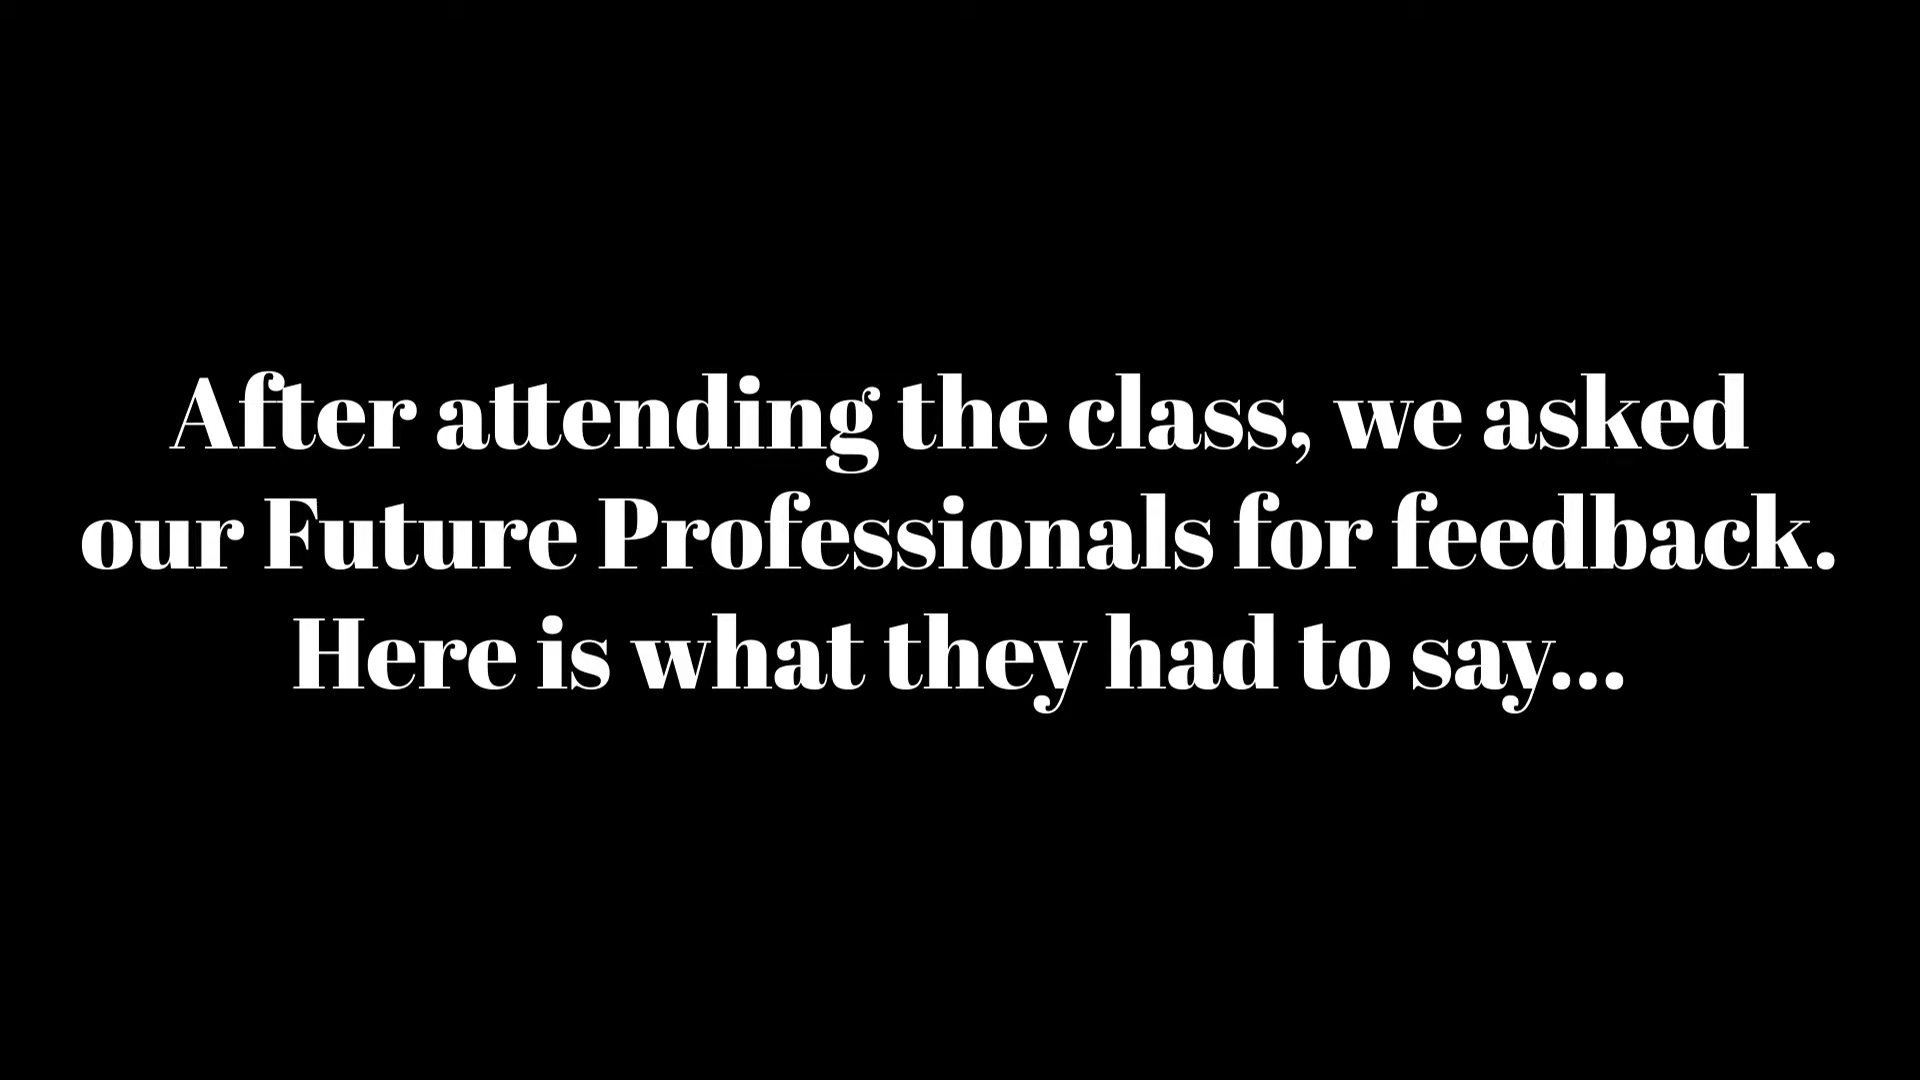 After attending the class, we asked
our Future Professionals for feedback.
Here is what they had to say...